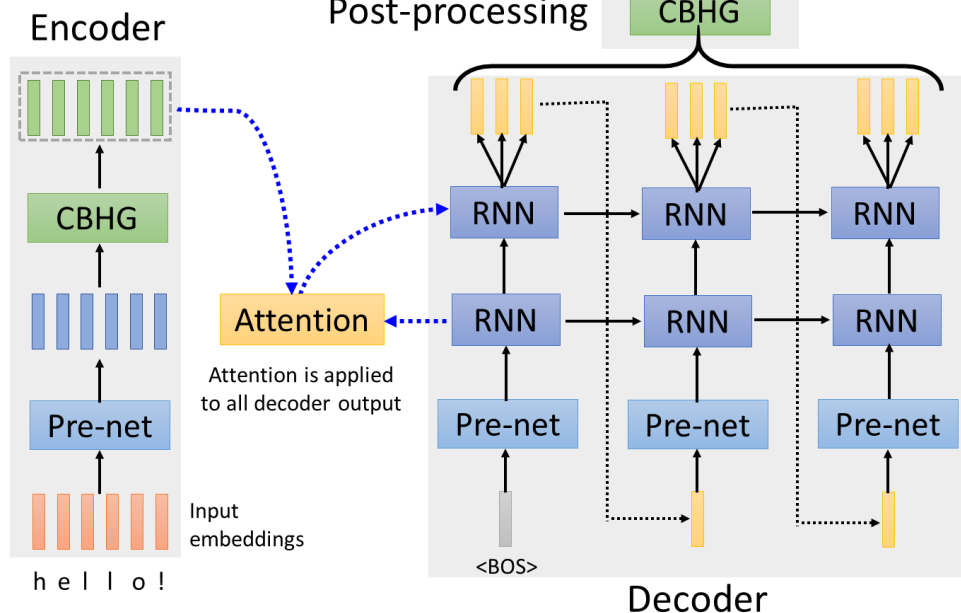 Post-processing
CBHG
Encoder
CBHG
Pre-net
Input
embeddings
h e l l o !
Attention
Attention is applied
to all decoder output
RNN RNN RNN
RNN RNN RNN
Pre-net Pre-net Pre-net
<BOS>
Decoder